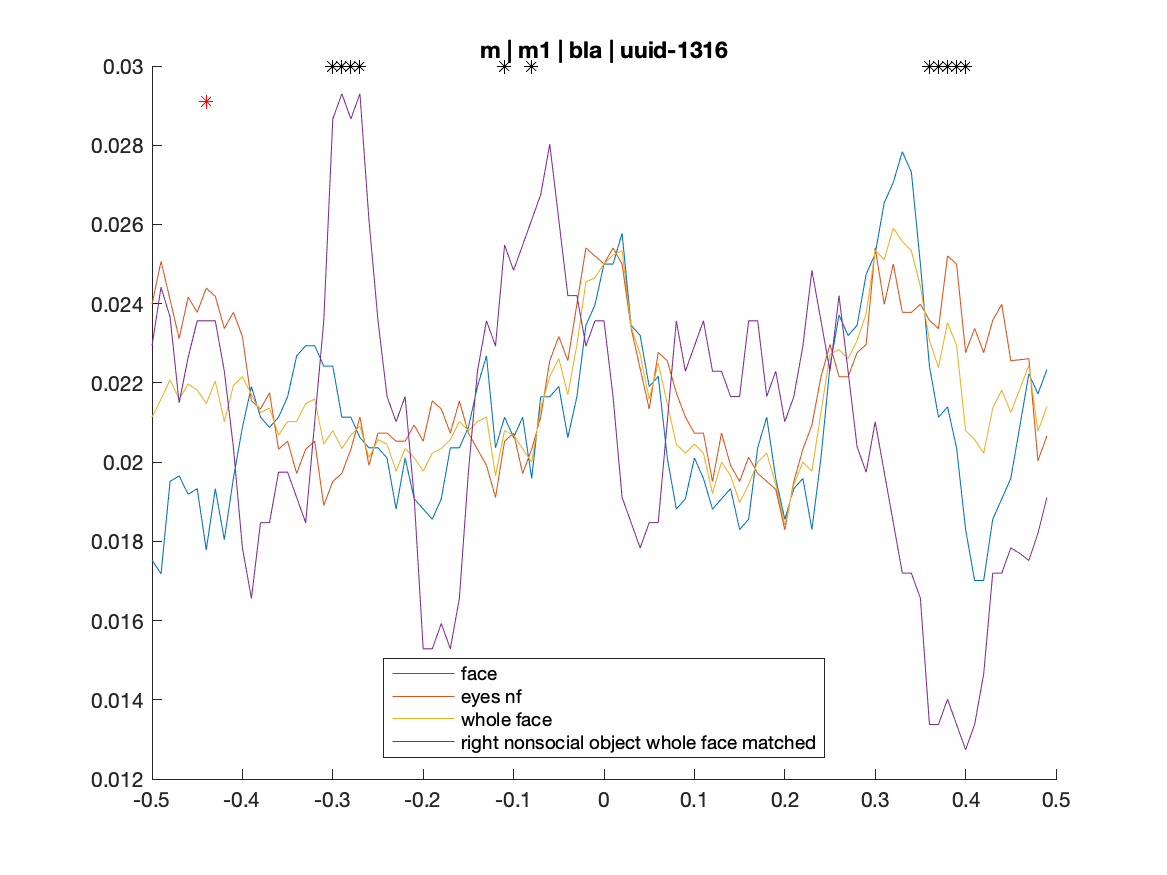 m | m1 | bla | uuid-1316
0.03
0.028
0.026
0.024
0.022
0.02
0.018
0.016
0.014
0.012
face
eyes nf
whole face
right nonsocial object whole face matched
-0.5 -0.4 -0.3 -0.2 -0.1 0 0.1 0.2 0.3 0.4 0.5